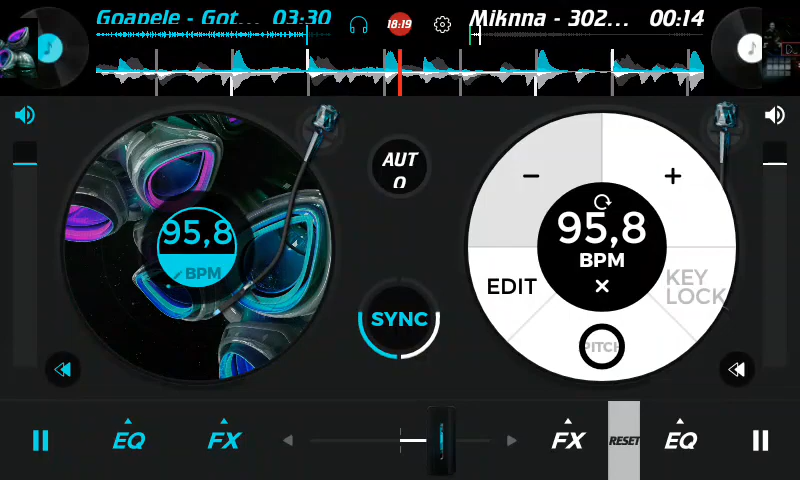 Goapele - Got... 03:30
18:19
Miknna - 302... 00:14
AUT
O
95,8
BPM
−
+
95,8
BPM
×
EDIT
KEY
LOCK
PITCH
SYNC
EQ
FX
FX
RESET
EQ